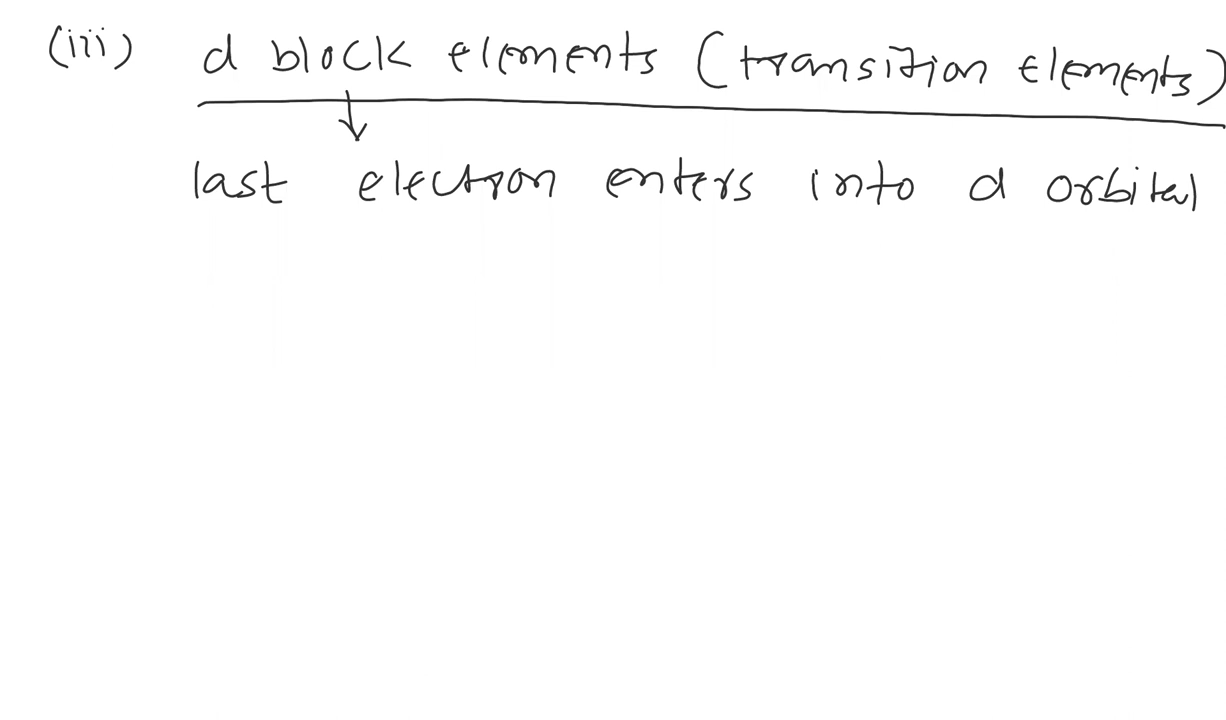 (iii) d block elements (transition elements)
last electron enters into d orbital